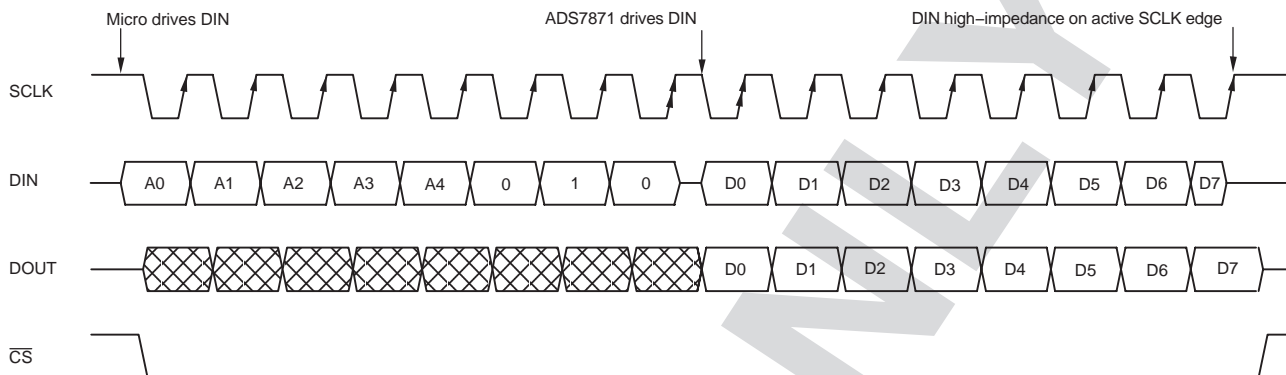 Micro drives DIN
ADS7871 drives DIN
DIN high−impedance on active SCLK edge
SCLK
DIN
A0 A1 A2 A3 A4 0 1 0 D0 D1 D2 D3 D4 D5 D6 D7
DOUT
D0 D1 D2 D3 D4 D5 D6 D7
CS